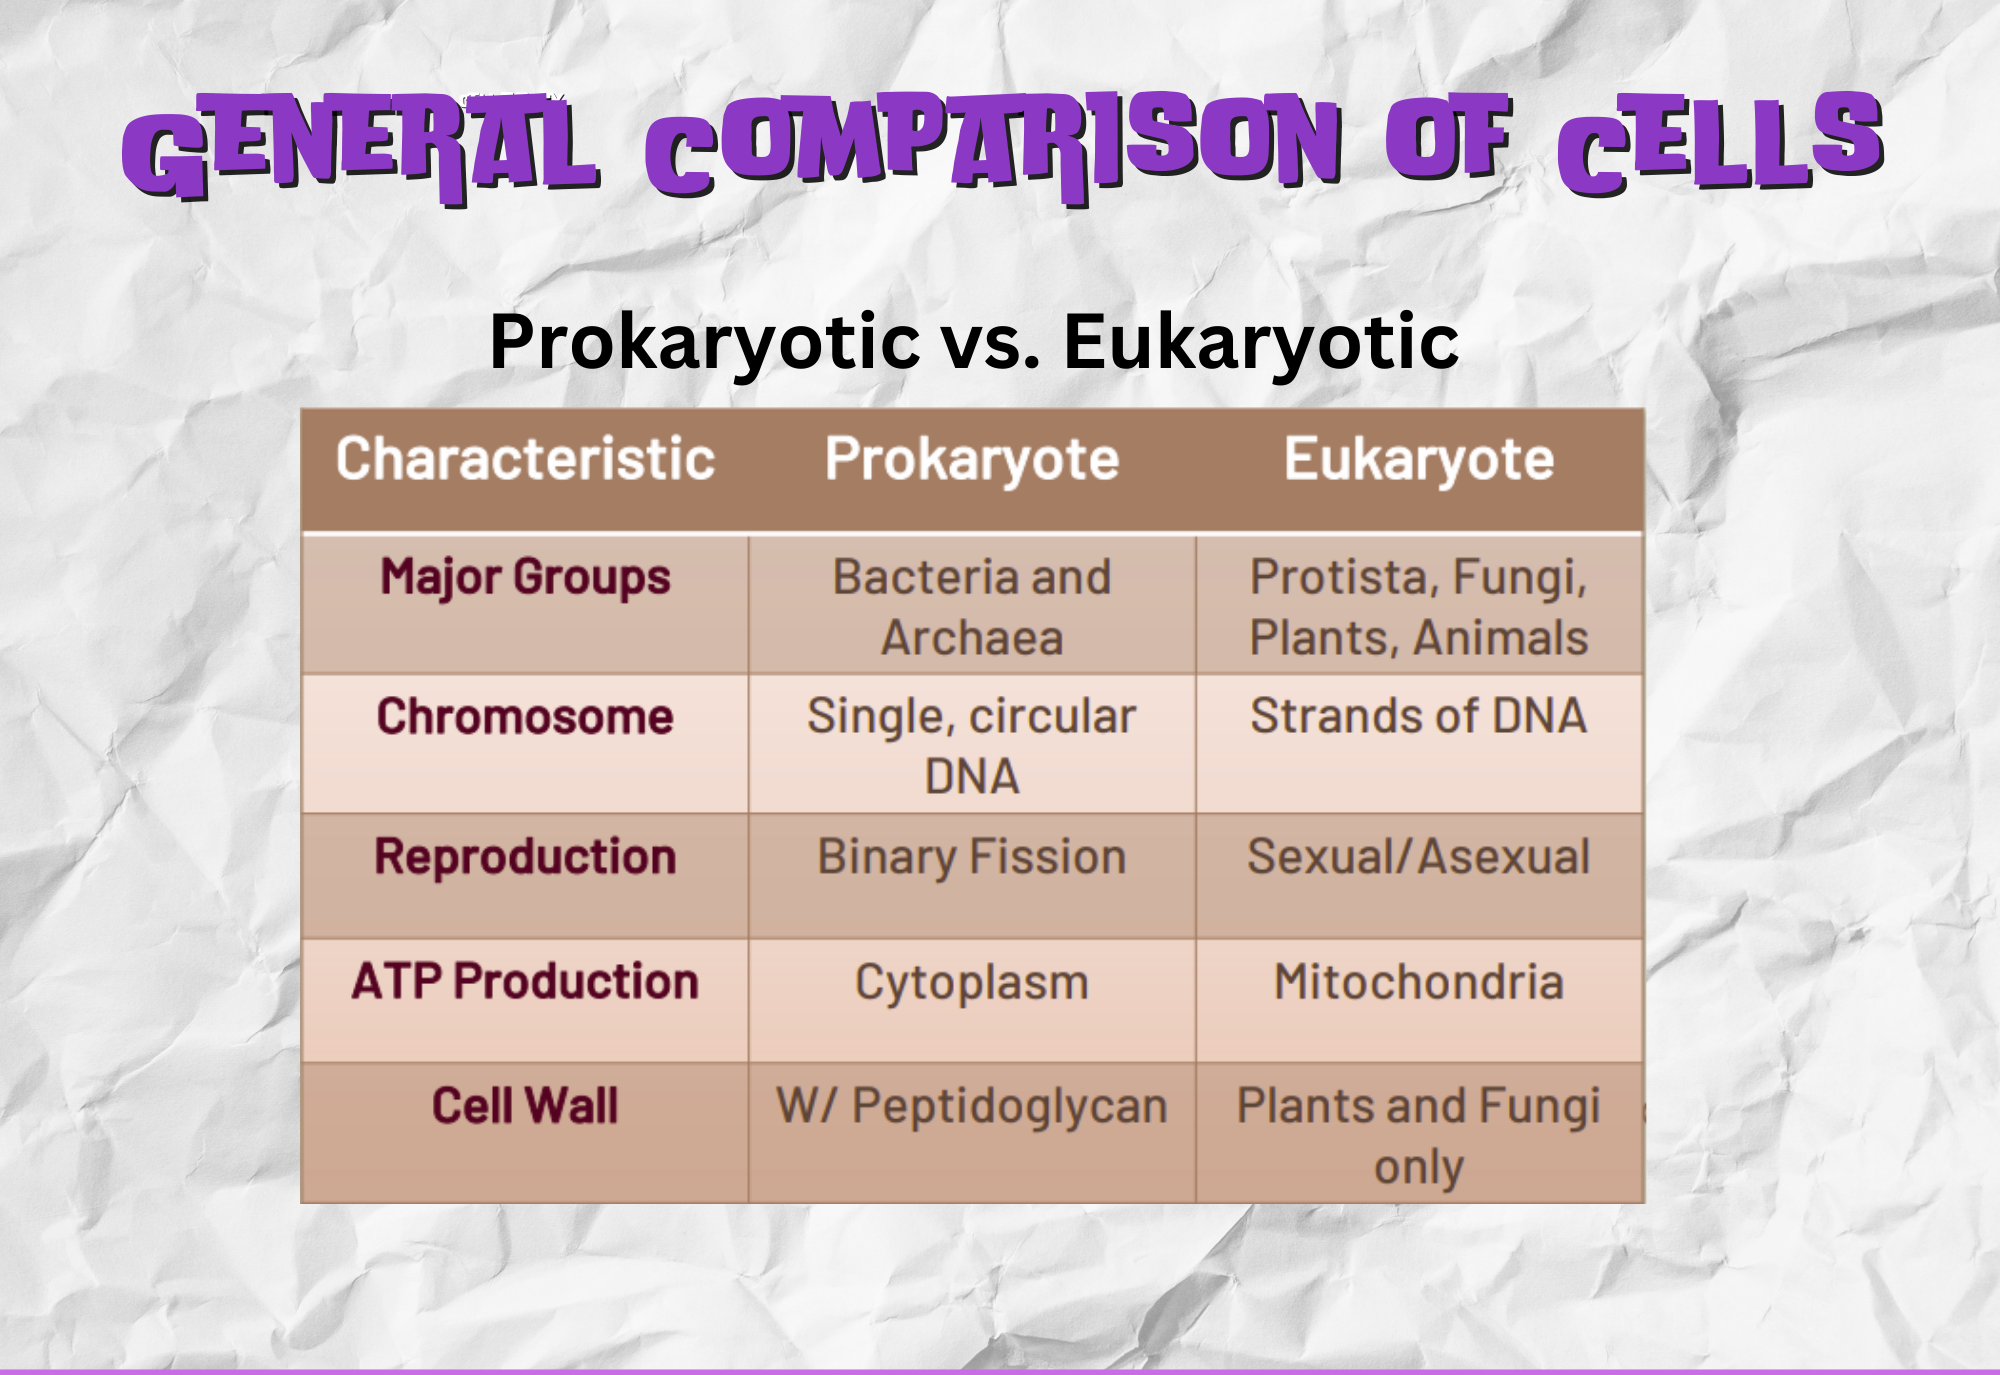 General Comparison of Cells
Prokaryotic vs. Eukaryotic
Characteristic Prokaryote Eukaryote
Major Groups Bacteria and Protista, Fungi,
Archaea Plants, Animals
Chromosome Single, circular Strands of DNA
DNA
Reproduction Binary Fission Sexual/Asexual
ATP Production Cytoplasm Mitochondria
Cell Wall W/ Peptidoglycan Plants and Fungi
only